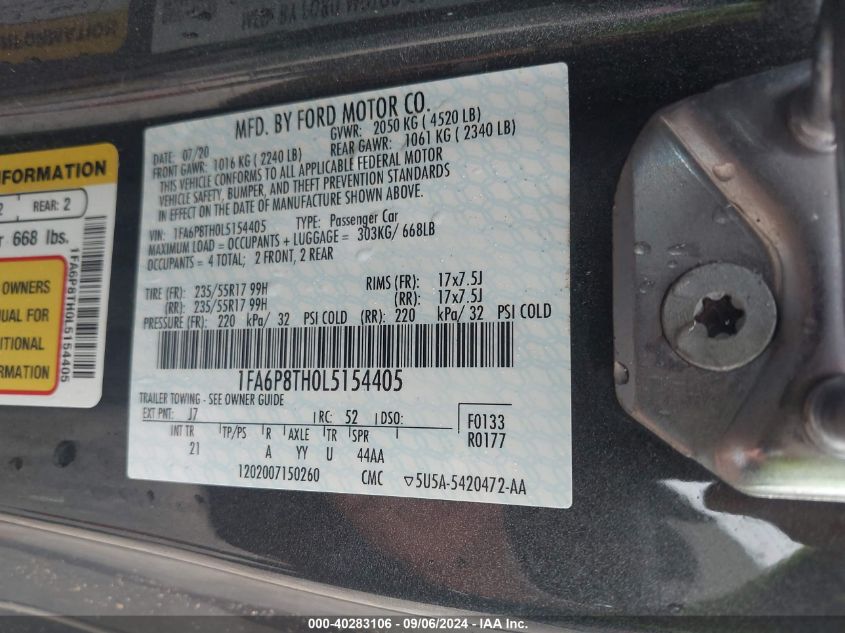 MFD. BY FORD MOTOR CO.
DATE: 07/20 GVWR: 2050 KG ( 4520 LB)
FRONT GAWR: 1016 KG ( 2240 LB) REAR GAWR: 1061 KG ( 2340 LB)
THIS VEHICLE CONFORMS TO ALL APPLICABLE FEDERAL MOTOR
VEHICLE SAFETY, BUMPER, AND THEFT PREVENTION STANDARDS
IN EFFECT ON THE DATE OF MANUFACTURE SHOWN ABOVE.
VIN: 1FA6P8TH0L5154405 TYPE: Passenger Car
MAXIMUM LOAD = OCCUPANTS + LUGGAGE = 303KG/ 668LB
OCCUPANTS = 4 TOTAL; 2 FRONT, 2 REAR
TIRE (FR): 235/55R17 99H RIMS (FR): 17x7.5J
(RR): 235/55R17 99H (RR): 17x7.5J
PRESSURE (FR): 220 kPa/ 32 PSI COLD (RR): 220 kPa/ 32 PSI COLD
1FA6P8TH0L5154405
TRAILER TOWING - SEE OWNER GUIDE
EXT PNT: J7 RC: 52 DSO: F0133
INT TR TP/PS R AXLE TR SPR R0177
21 A YY U 44AA
1202007150260 CMC ▽5U5A-5420472-AA
INFORMATION
2 REAR: 2
r 668 lbs.
1FA6P8TH0L5154405
OWNERS
NUAL FOR
DITIONAL
FORMATION
000-40283106 - 09/06/2024 - IAA Inc.